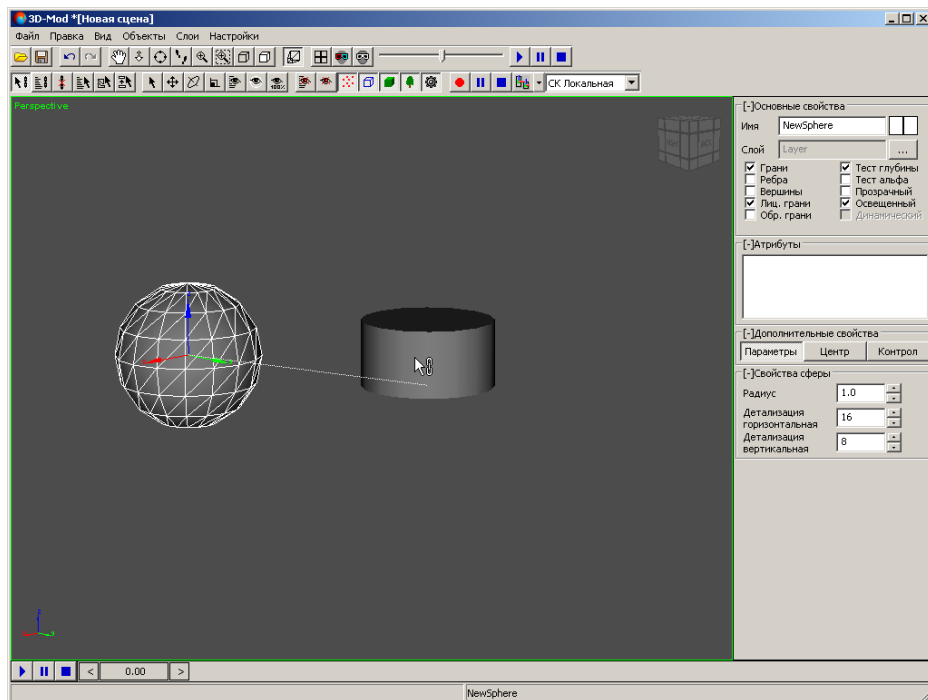 3D-Mod *[Новая сцена]
Файл Правка Вид Объекты Слои Настройки
100%
СК Локальная
Perspective
[-]Основные свойства
Имя NewSphere
Слой Layer ...
Грани Тест глубины
Ребра Тест альфа
Вершины Прозрачный
Лиц. грани Освещенный
Обр. грани Динамический
[-]Атрибуты
[-]Дополнительные свойства
Параметры Центр Контрол
[-]Свойства сферы
Радиус 1.0
Детализация
горизонтальная 16
Детализация
вертикальная 8
< 0.00 >
NewSphere